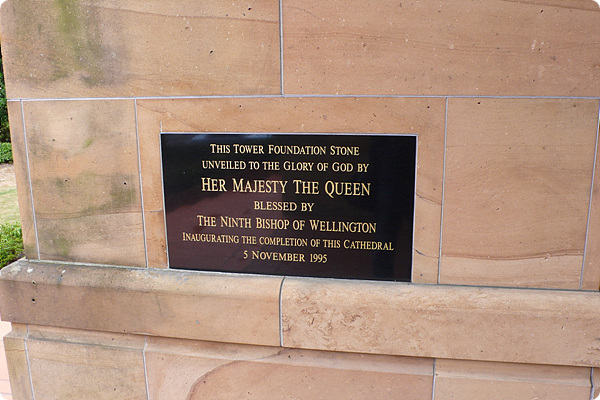 THIS TOWER FOUNDATION STONE
UNVEILED TO THE GLORY OF GOD BY
HER MAJESTY THE QUEEN
BLESSED BY
THE NINTH BISHOP OF WELLINGTON
INAUGURATING THE COMPLETION OF THIS CATHEDRAL
5 NOVEMBER 1995